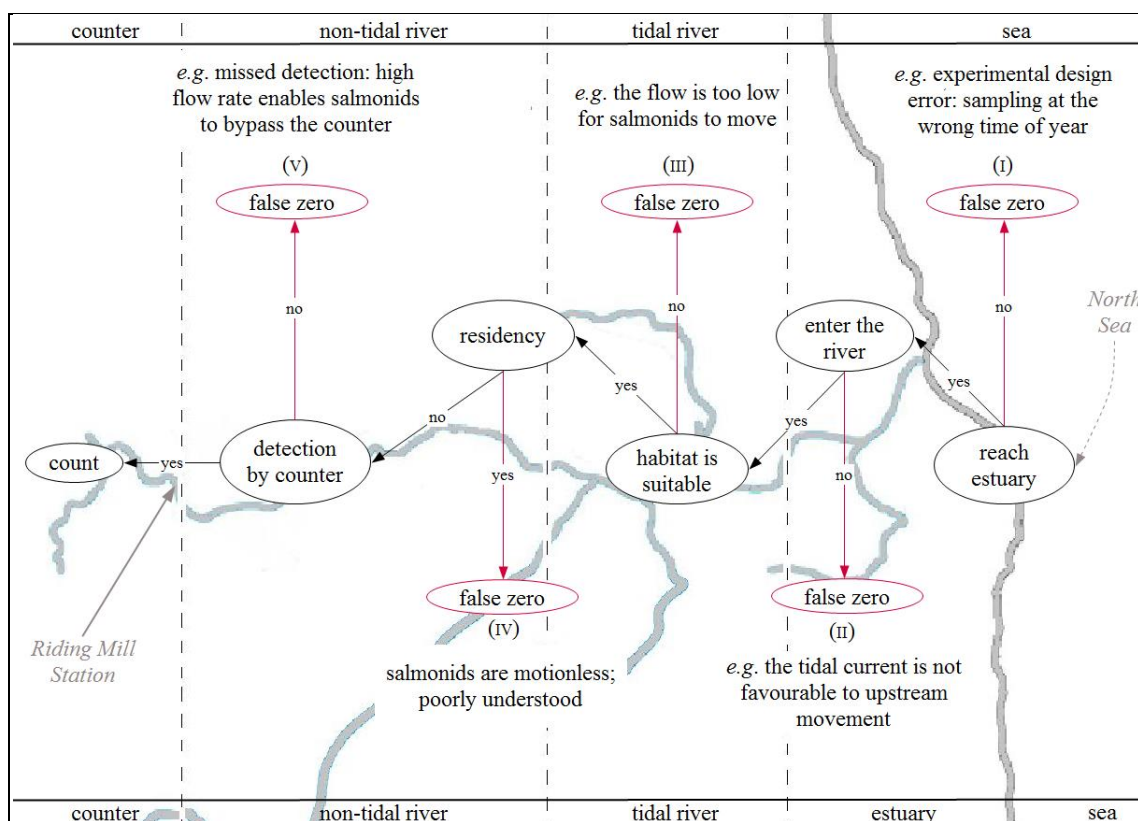 counter non-tidal river tidal river sea
e.g. missed detection: high
flow rate enables salmonids
to bypass the counter
(V)
false zero
no
e.g. the flow is too low
for salmonids to move
(III)
false zero
no
e.g. experimental design
error: sampling at the
wrong time of year
(I)
false zero
no
North
Sea
residency
enter the
river
yes
yes
no
yes
count
yes
detection
by counter
yes
habitat is
suitable
no
reach
estuary
false zero
(IV)
salmonids are motionless;
poorly understood
false zero
(II)
e.g. the tidal current is not
favourable to upstream
movement
Riding Mill
Station
counter non-tidal river tidal river estuary sea